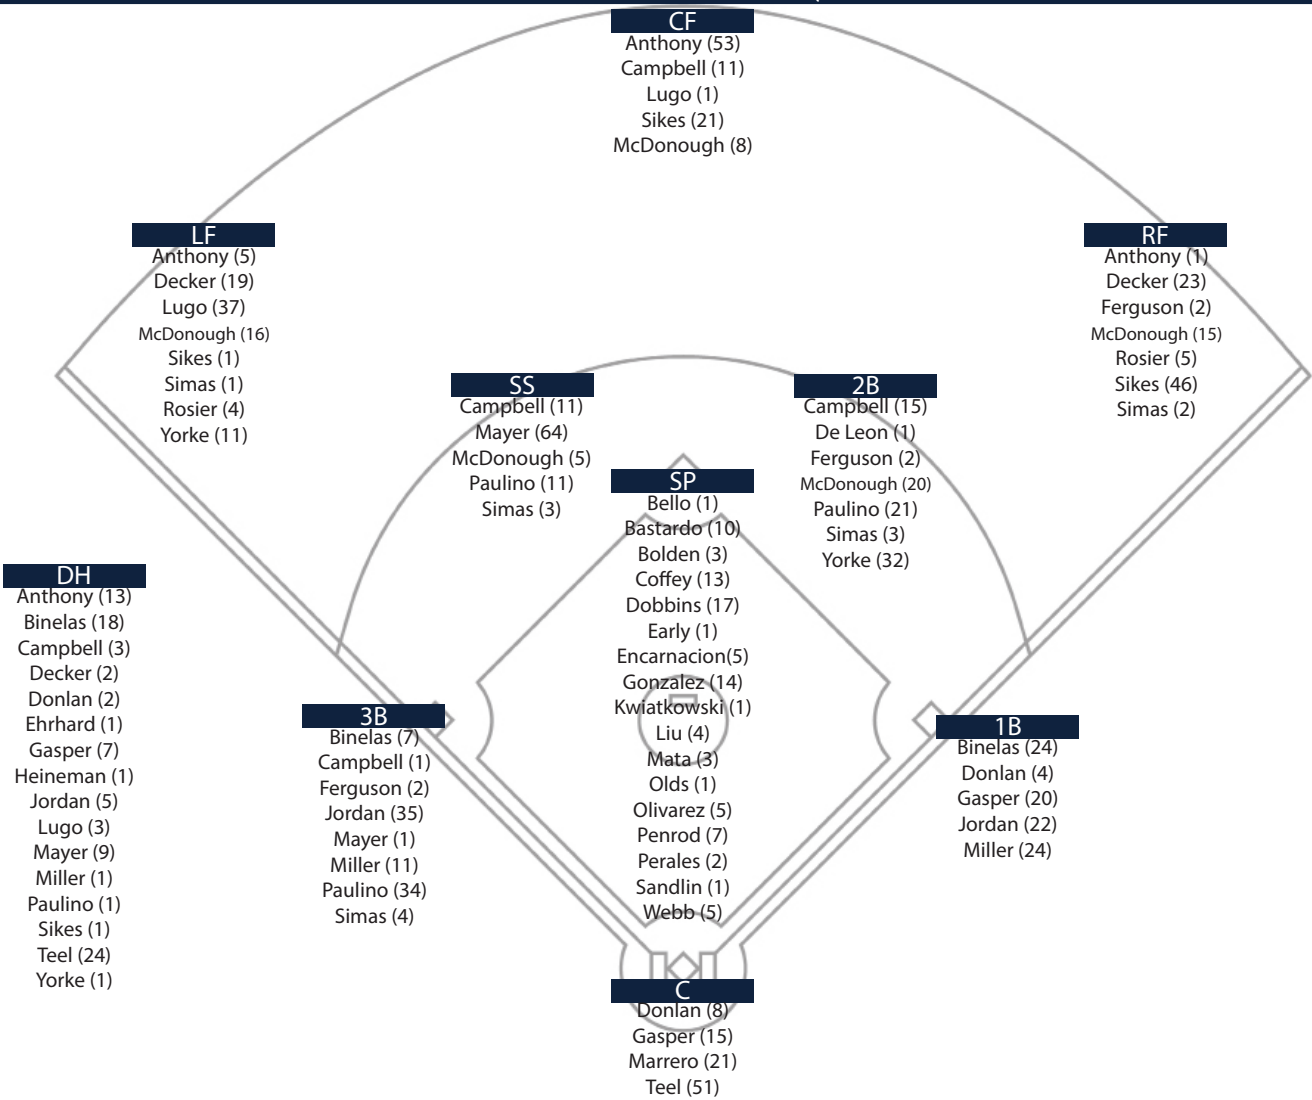 CF
Anthony (53)
Campbell (11)
Lugo (1)
Sikes (21)
McDonough (8)
LF
Anthony (5)
Decker (19)
Lugo (37)
McDonough (16)
Sikes (1)
Simas (1)
Rosier (4)
Yorke (11)
RF
Anthony (1)
Decker (23)
Ferguson (2)
McDonough (15)
Rosier (5)
Sikes (46)
Simas (2)
SS
Campbell (11)
Mayer (64)
McDonough (5)
Paulino (11)
Simas (3)
2B
Campbell (15)
De Leon (1)
Ferguson (2)
McDonough (20)
Paulino (21)
Simas (3)
Yorke (32)
SP
Bello (1)
Bastardo (10)
Bolden (3)
Coffey (13)
Dobbins (17)
Early (1)
Encarnacion(5)
Gonzalez (14)
Kwiatkowski (1)
Liu (4)
Mata (3)
Olds (1)
Olivarez (5)
Penrod (7)
Perales (2)
Sandlin (1)
Webb (5)
DH
Anthony (13)
Binelas (18)
Campbell (3)
Decker (2)
Donlan (2)
Ehrhard (1)
Gasper (7)
Heineman (1)
Jordan (5)
Lugo (3)
Mayer (9)
Miller (1)
Paulino (1)
Sikes (1)
Teel (24)
Yorke (1)
3B
Binelas (7)
Campbell (1)
Ferguson (2)
Jordan (35)
Mayer (1)
Miller (11)
Paulino (34)
Simas (4)
1B
Binelas (24)
Donlan (4)
Gasper (20)
Jordan (22)
Miller (24)
C
Donlan (8)
Gasper (15)
Marrero (21)
Teel (51)